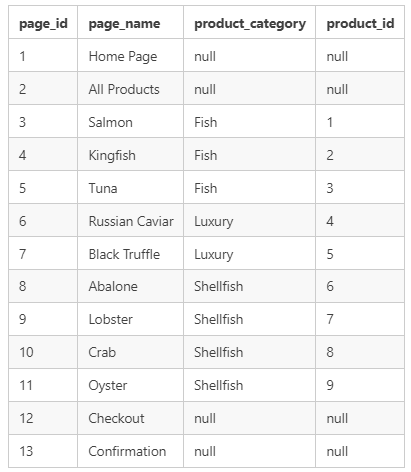 page_id page_name product_category product_id
1 Home Page null null
2 All Products null null
3 Salmon Fish 1
4 Kingfish Fish 2
5 Tuna Fish 3
6 Russian Caviar Luxury 4
7 Black Truffle Luxury 5
8 Abalone Shellfish 6
9 Lobster Shellfish 7
10 Crab Shellfish 8
11 Oyster Shellfish 9
12 Checkout null null
13 Confirmation null null